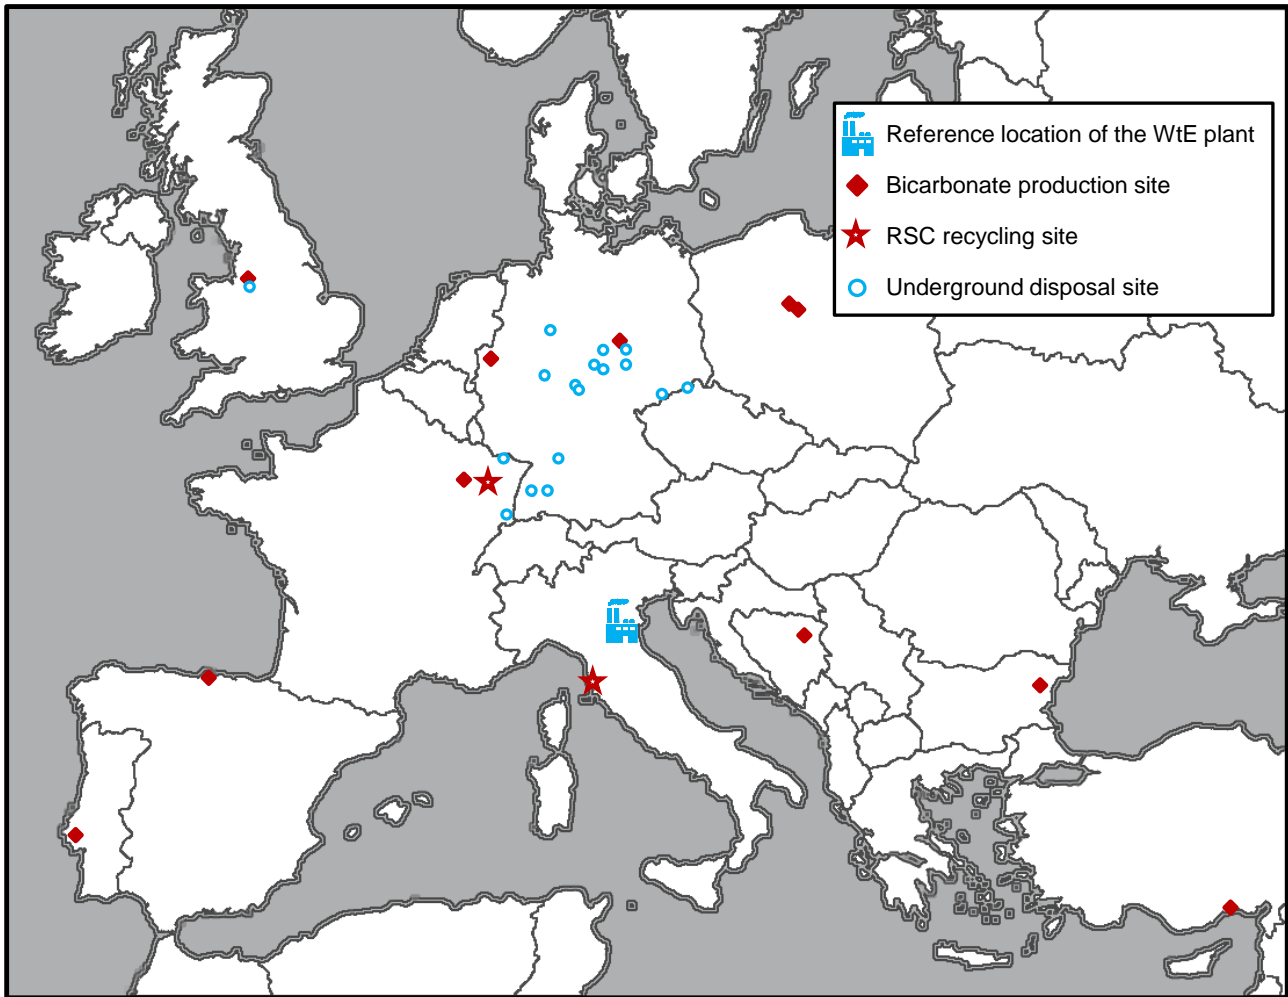 Reference location of the WtE plant
Bicarbonate production site
RSC recycling site
Underground disposal site